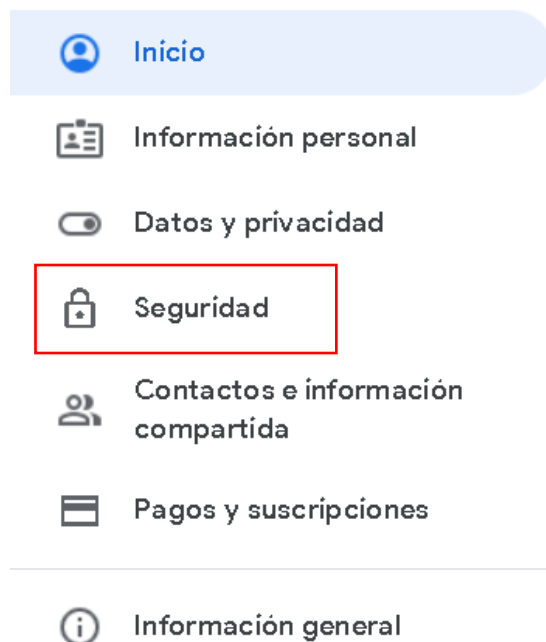 Inicio
Información personal
Datos y privacidad
Seguridad
Contactos e información
compartida
Pagos y suscripciones
Información general